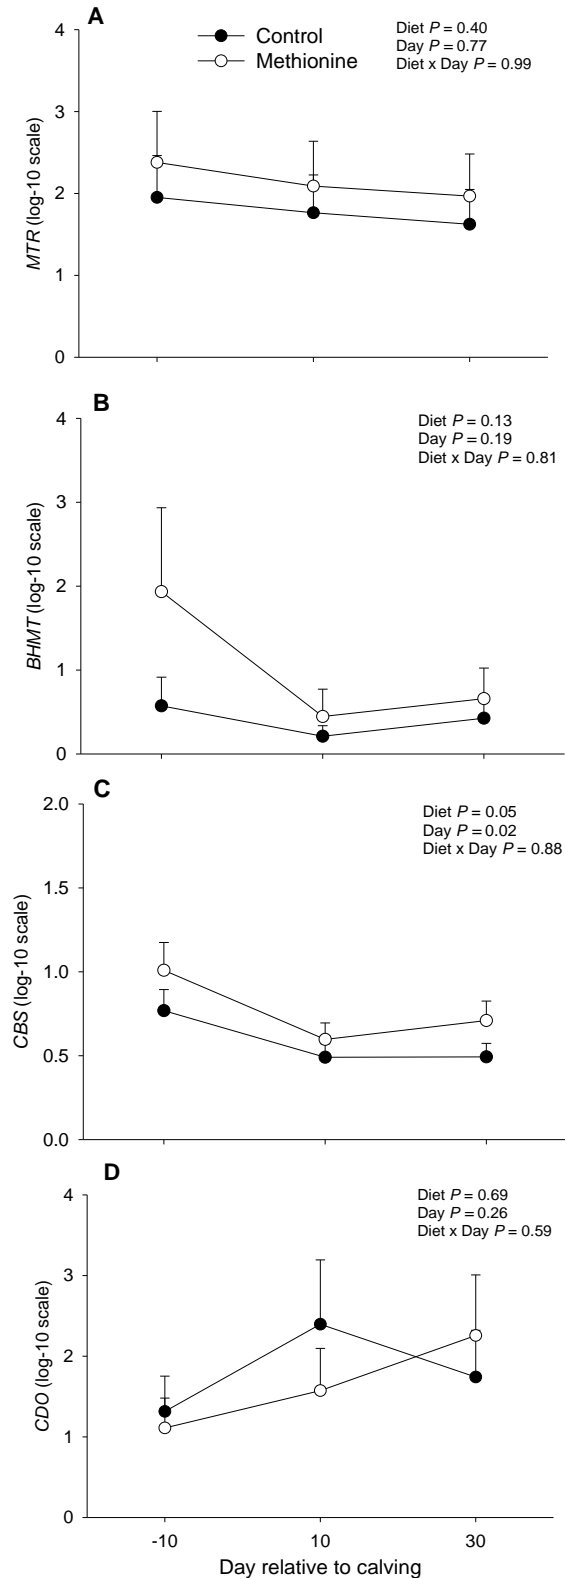 A
Control
Methionine
Diet P = 0.40
Day P = 0.77
Diet x Day P = 0.99
4
3
2
1
0
MTR (log-10 scale)
B
Diet P = 0.13
Day P = 0.19
Diet x Day P = 0.81
4
3
2
1
0
BHMT (log-10 scale)
C
Diet P = 0.05
Day P = 0.02
Diet x Day P = 0.88
2.0
1.5
1.0
0.5
0.0
CBS (log-10 scale)
D
Diet P = 0.69
Day P = 0.26
Diet x Day P = 0.59
4
3
2
1
0
CDO (log-10 scale)
-10 10 30
Day relative to calving